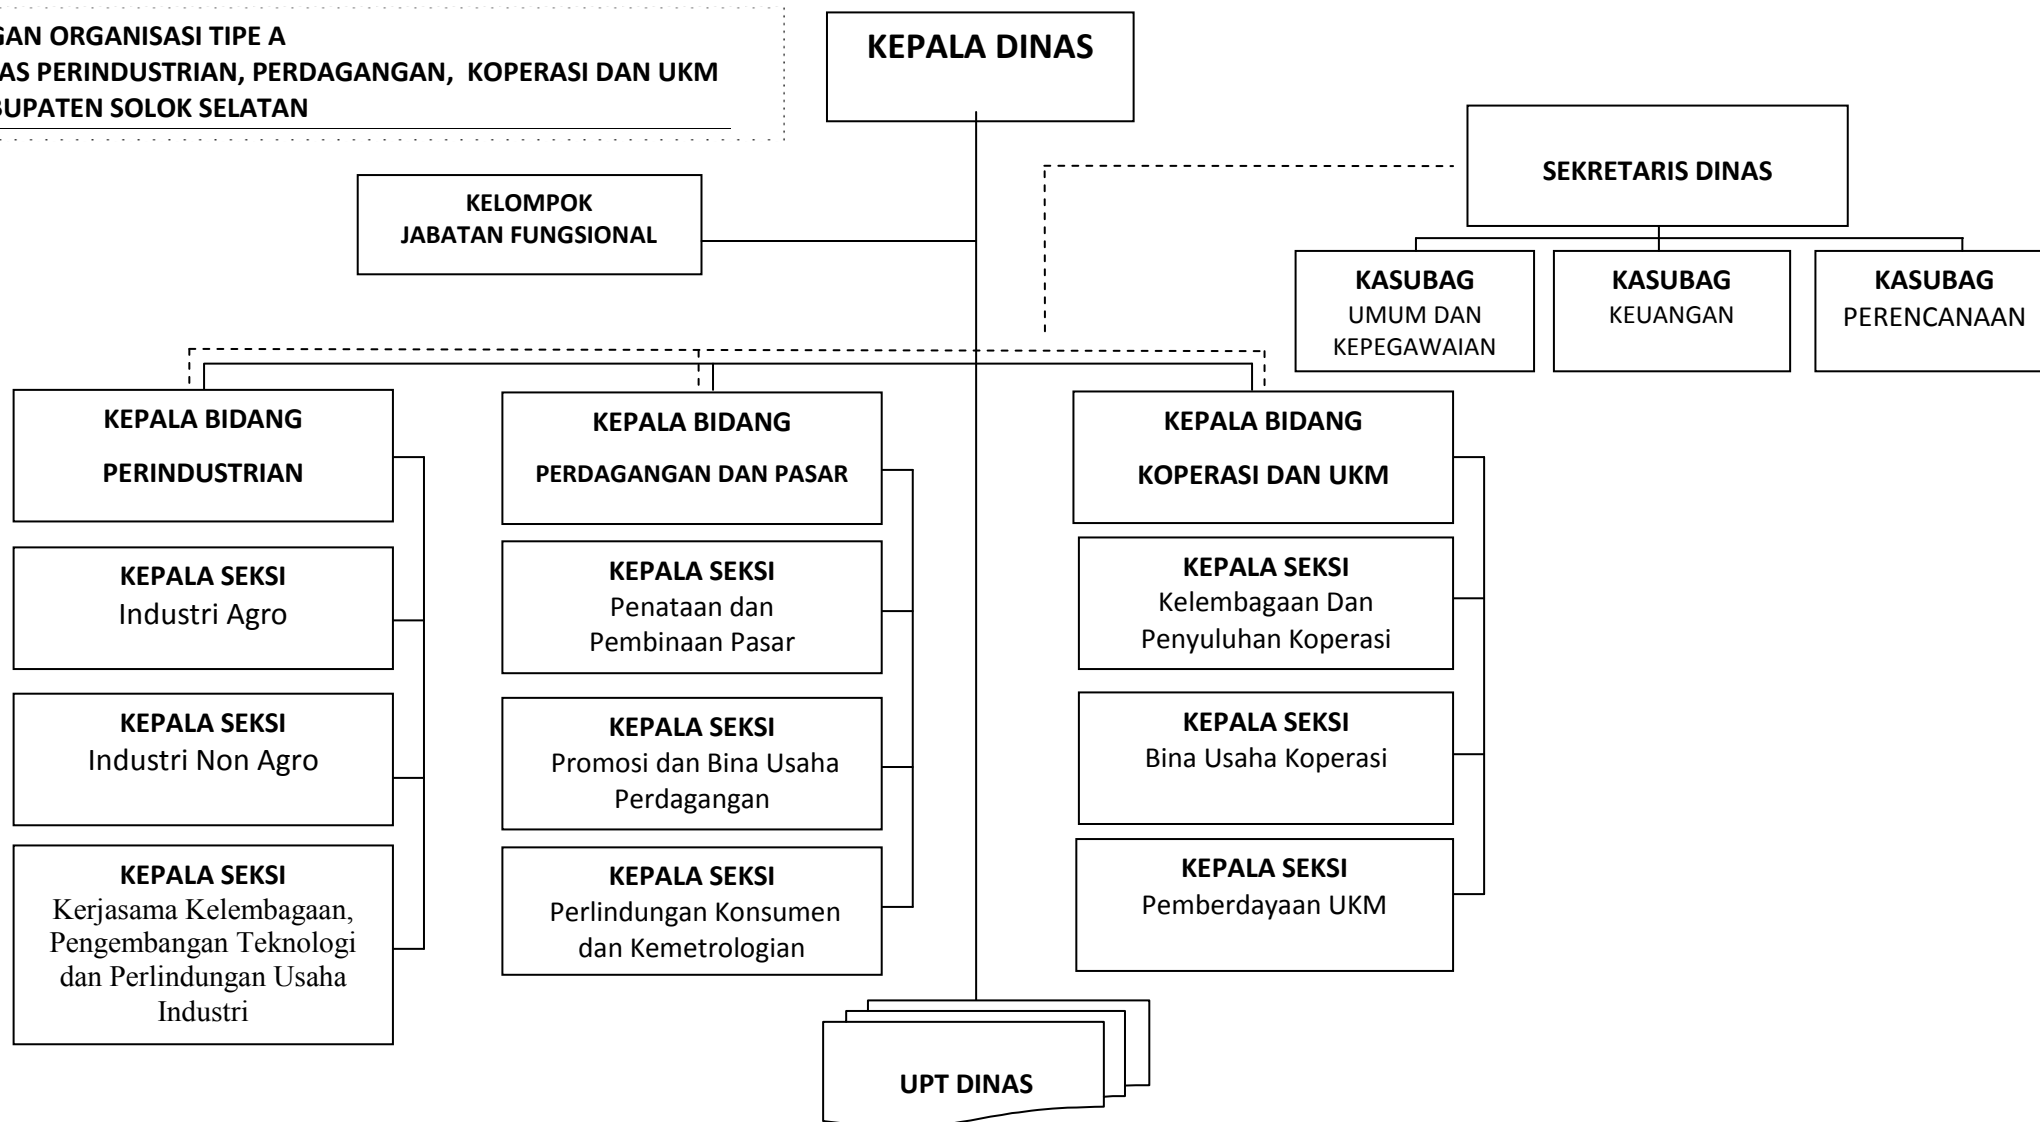 ORGANISASI TIPE A
PERINDUSTRIAN, PERDAGANGAN, KOPERASI DAN UKM
SOLOK SELATAN
KEPALA DINAS
SEKRETARIS DINAS
KELOMPOK
JABATAN FUNGSIONAL
KASUBAG
UMUM DAN
KEPEGAWAIAN
KASUBAG
KEUANGAN
KASUBAG
PERENCANAAN
KEPALA BIDANG
PERINDUSTRIAN
KEPALA SEKSI
Industri Agro
KEPALA SEKSI
Industri Non Agro
KEPALA SEKSI
Kerjasama Kelembagaan,
Pengembangan Teknologi
dan Perlindungan Usaha
Industri
KEPALA BIDANG
PERDAGANGAN DAN PASAR
KEPALA SEKSI
Penataan dan
Pembinaan Pasar
KEPALA SEKSI
Promosi dan Bina Usaha
Perdagangan
KEPALA SEKSI
Perlindungan Konsumen
dan Kemetrologian
KEPALA BIDANG
KOPERASI DAN UKM
KEPALA SEKSI
Kelembagaan Dan
Penyuluhan Koperasi
KEPALA SEKSI
Bina Usaha Koperasi
KEPALA SEKSI
Pemberdayaan UKM
UPT DINAS